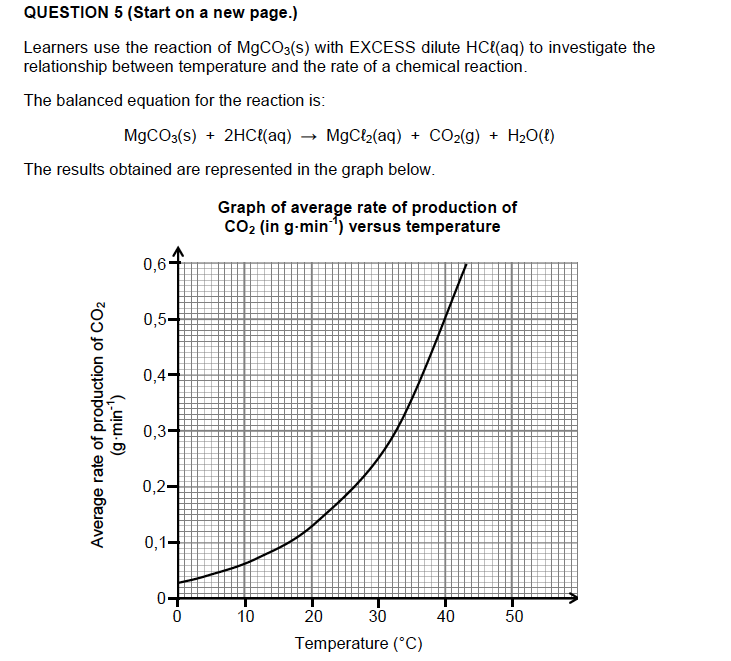 QUESTION 5 (Start on a new page.)
Learners use the reaction of MgCO₃(s) with EXCESS dilute HCℓ(aq) to investigate the
relationship between temperature and the rate of a chemical reaction.
The balanced equation for the reaction is:
MgCO₃(s) + 2HCℓ(aq) → MgCℓ₂(aq) + CO₂(g) + H₂O(ℓ)
The results obtained are represented in the graph below.
Graph of average rate of production of
CO₂ (in g·min⁻¹) versus temperature
Average rate of production of CO₂
(g·min⁻¹)
0,6
0,5
0,4
0,3
0,2
0,1
0
0 10 20 30 40 50
Temperature (°C)